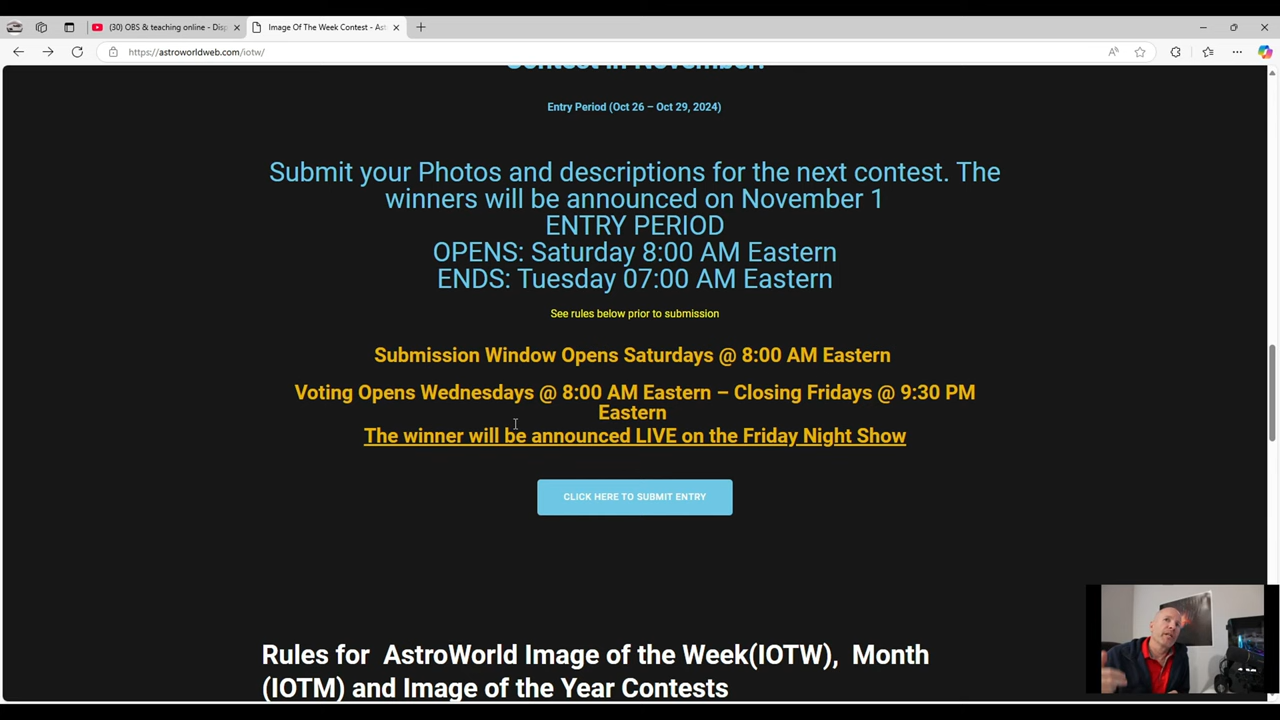 (30) OBS & teaching online - Disp
Image Of The Week Contest - Ast
https://astroworldweb.com/iotw/
Contest in November!
Entry Period (Oct 26 – Oct 29, 2024)
Submit your Photos and descriptions for the next contest. The
winners will be announced on November 1
ENTRY PERIOD
OPENS: Saturday 8:00 AM Eastern
ENDS: Tuesday 07:00 AM Eastern
See rules below prior to submission
Submission Window Opens Saturdays @ 8:00 AM Eastern
Voting Opens Wednesdays @ 8:00 AM Eastern – Closing Fridays @ 9:30 PM
Eastern
The winner will be announced LIVE on the Friday Night Show
CLICK HERE TO SUBMIT ENTRY
Rules for AstroWorld Image of the Week(IOTW), Month
(IOTM) and Image of the Year Contests